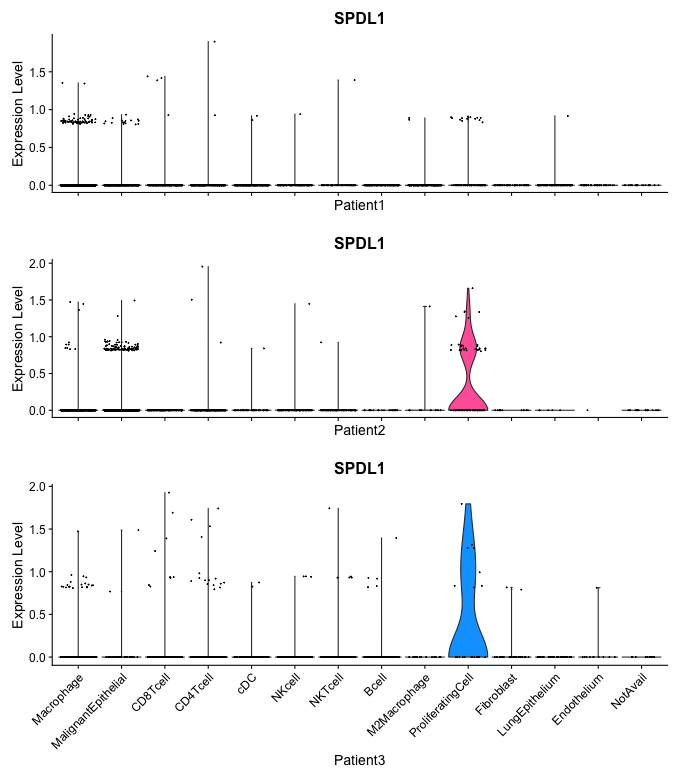 SPDL1
Expression Level
1.5
1.0
0.5
0.0
Patient1
SPDL1
Expression Level
2.0
1.5
1.0
0.5
0.0
Patient2
SPDL1
Expression Level
2.0
1.5
1.0
0.5
0.0
Macrophage
MalignantEpithelial
CD8Tcell
CD4Tcell
cDC
NKcell
NKTcell
Bcell
M2Macrophage
ProliferatingCell
Fibroblast
LungEpithelium
Endothelium
NotAvail
Patient3